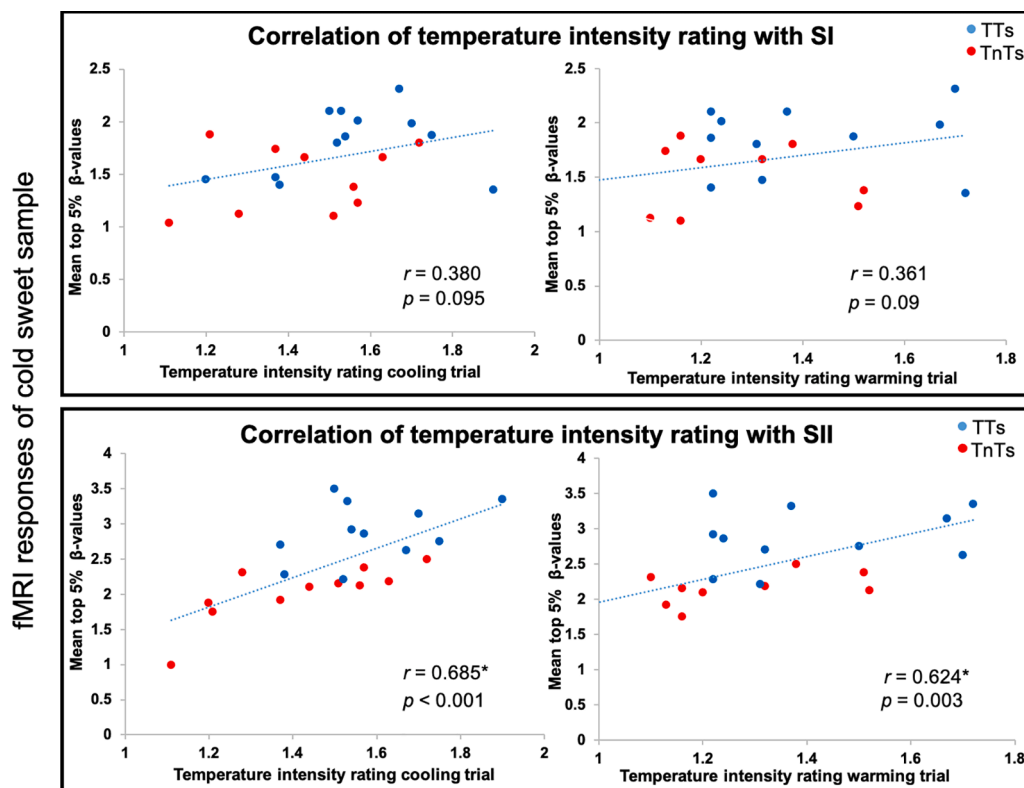 fMRI responses of cold sweet sample
Correlation of temperature intensity rating with SI
TTs
TnTs
Mean top 5% β-values
2.5
2
1.5
1
0.5
0
1 1.2 1.4 1.6 1.8 2
Temperature intensity rating cooling trial
r = 0.380
p = 0.095
Mean top 5% β-values
2.5
2
1.5
1
0.5
0
1 1.2 1.4 1.6 1.8
Temperature intensity rating warming trial
r = 0.361
p = 0.09
Correlation of temperature intensity rating with SII
TTs
TnTs
Mean top 5% β-values
4
3.5
3
2.5
2
1.5
1
0.5
0
1 1.2 1.4 1.6 1.8 2
Temperature intensity rating cooling trial
r = 0.685*
p < 0.001
Mean top 5% β-values
4
3.5
3
2.5
2
1.5
1
0.5
0
1 1.2 1.4 1.6 1.8
Temperature intensity rating warming trial
r = 0.624*
p = 0.003